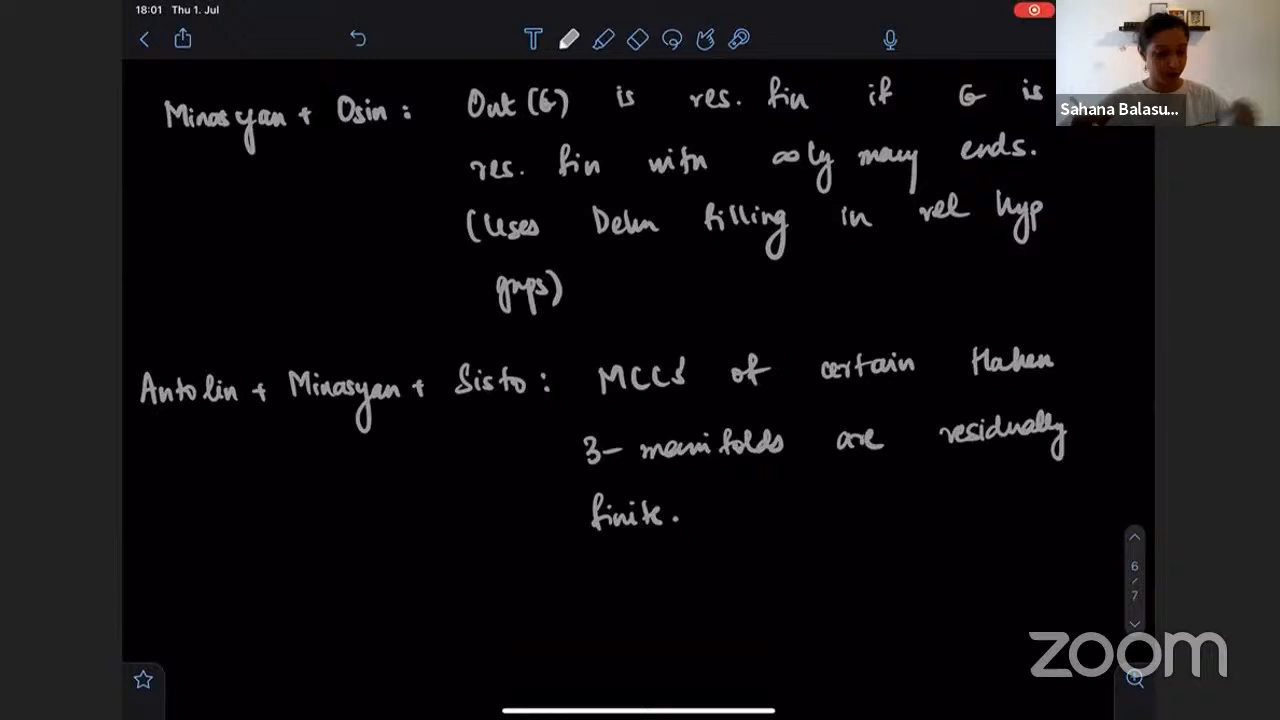 18:01 Thu 1. Jul
Sahana Balasu...
Minasyan + Osin : Out (G) is res. fin if G is
res. fin with ∞ly many ends.
(Uses Dehn filling in rel hyp
grps)
Antolin + Minasyan + Sisto : MCGS of certain Haken
3- manifolds are residually
finite.
6
/
7
zoom